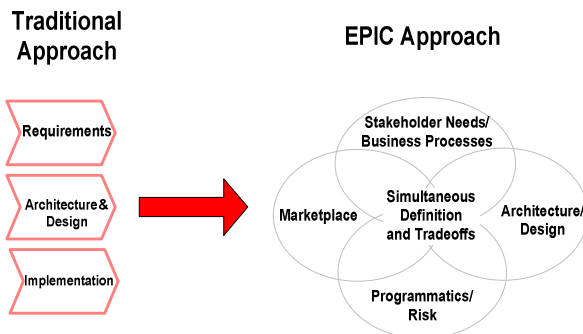 Traditional
Approach
EPIC Approach
Requirements
Architecture &
Design
Implementation
Stakeholder Needs/
Business Processes
Marketplace
Simultaneous
Definition
and Tradeoffs
Architecture/
Design
Programmatics/
Risk